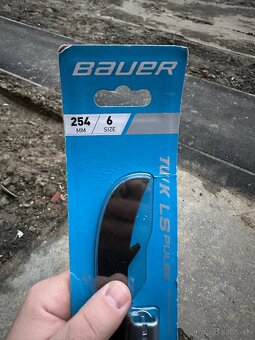 BAUER
254 / 6
MM SIZE
TUUK LS PULSE